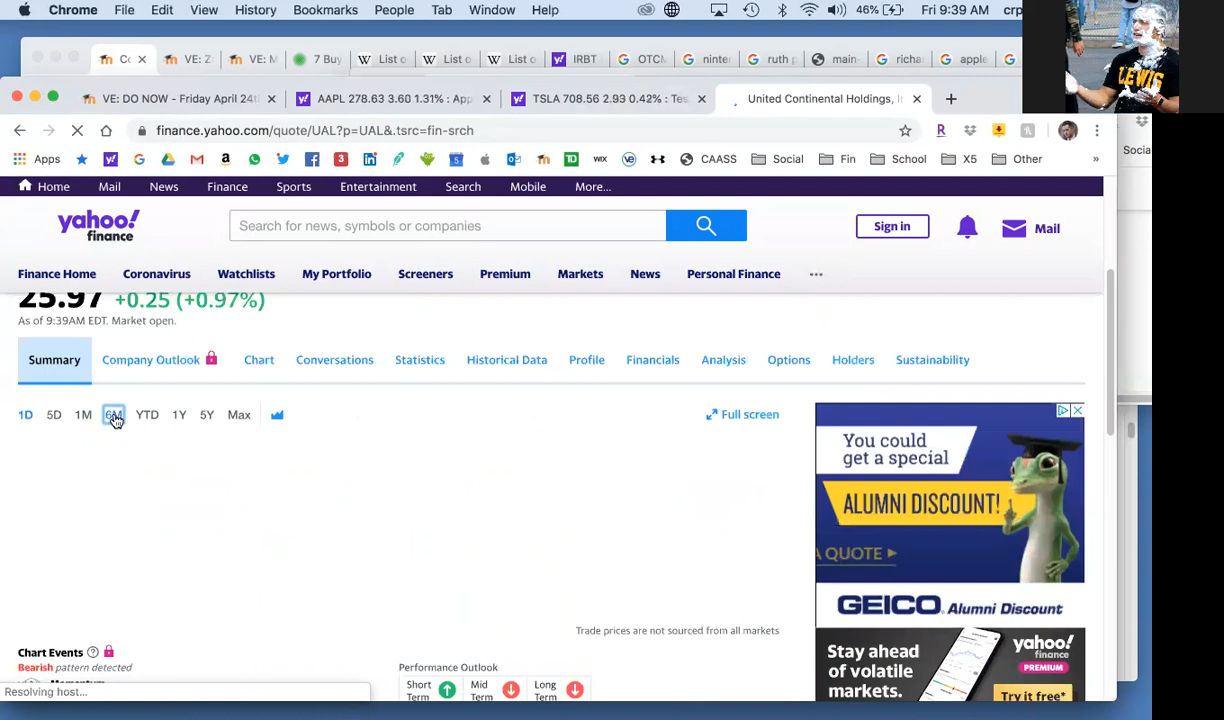 Chrome File Edit View History Bookmarks People Tab Window Help 46% Fri 9:39 AM crp
VE: Z VE: M 7 Buy List o List o List o IRBT OTC ninte ruth p main- richa apple
VE: DO NOW - Friday April 24t AAPL 278.63 3.60 1.31% : App TSLA 708.56 2.93 0.42% : Tes United Continental Holdings, I
finance.yahoo.com/quote/UAL?p=UAL&.tsrc=fin-srch
Apps CAASS Social Fin School X5 Other »
Socia
Home Mail News Finance Sports Entertainment Search Mobile More...
yahoo! finance
Search for news, symbols or companies
Sign in Mail
Finance Home Coronavirus Watchlists My Portfolio Screeners Premium Markets News Personal Finance ...
25.97 +0.25 (+0.97%)
As of 9:39AM EDT. Market open.
Summary Company Outlook Chart Conversations Statistics Historical Data Profile Financials Analysis Options Holders Sustainability
1D 5D 1M 6M YTD 1Y 5Y Max Full screen
You could
get a special
ALUMNI DISCOUNT!
A QUOTE
GEICO Alumni Discount
Trade prices are not sourced from all markets
Chart Events
Bearish pattern detected
Performance Outlook
Short Term Mid Term Long Term
Stay ahead
of volatile
markets.
yahoo! finance
PREMIUM
Try it free*
Resolving host...
LEWIS